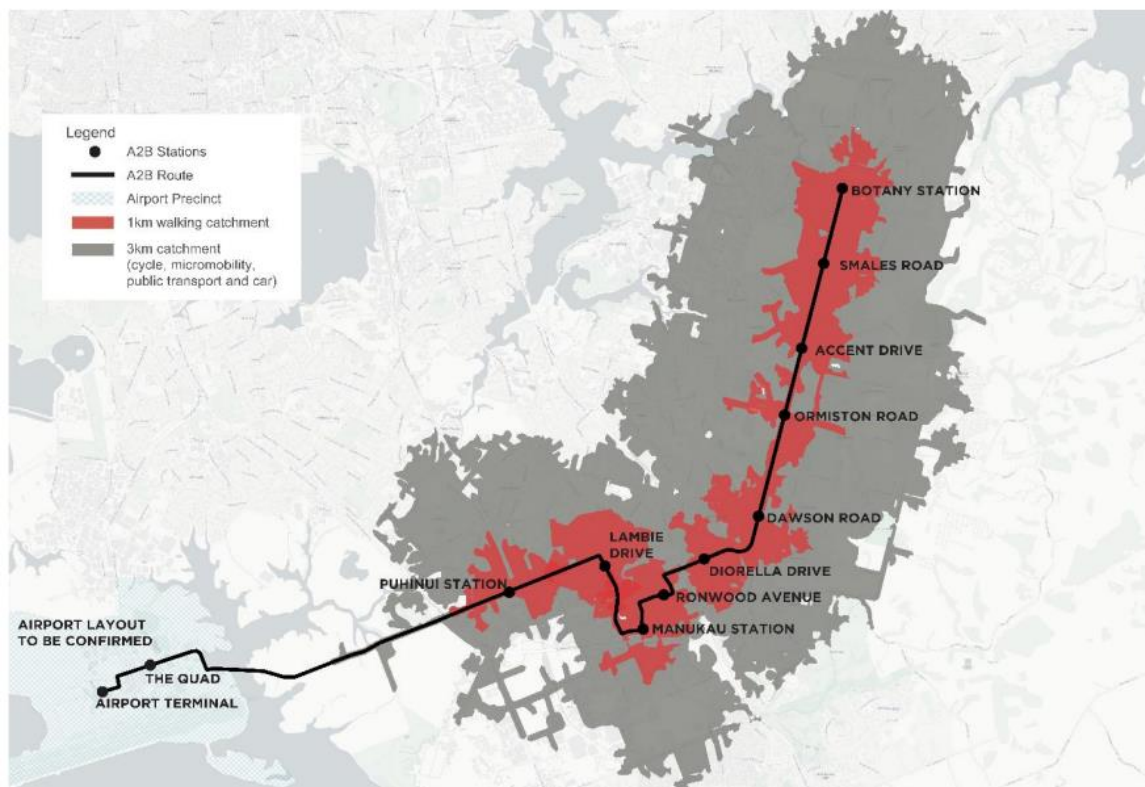 Legend
A2B Stations
A2B Route
Airport Precinct
1km walking catchment
3km catchment
(cycle, micromobility,
public transport and car)
BOTANY STATION
SMALES ROAD
ACCENT DRIVE
ORMISTON ROAD
DAWSON ROAD
LAMBIE
DRIVE
DIORELLA DRIVE
PUHINUI STATION
RONWOOD AVENUE
MANUKAU STATION
AIRPORT LAYOUT
TO BE CONFIRMED
THE QUAD
AIRPORT TERMINAL